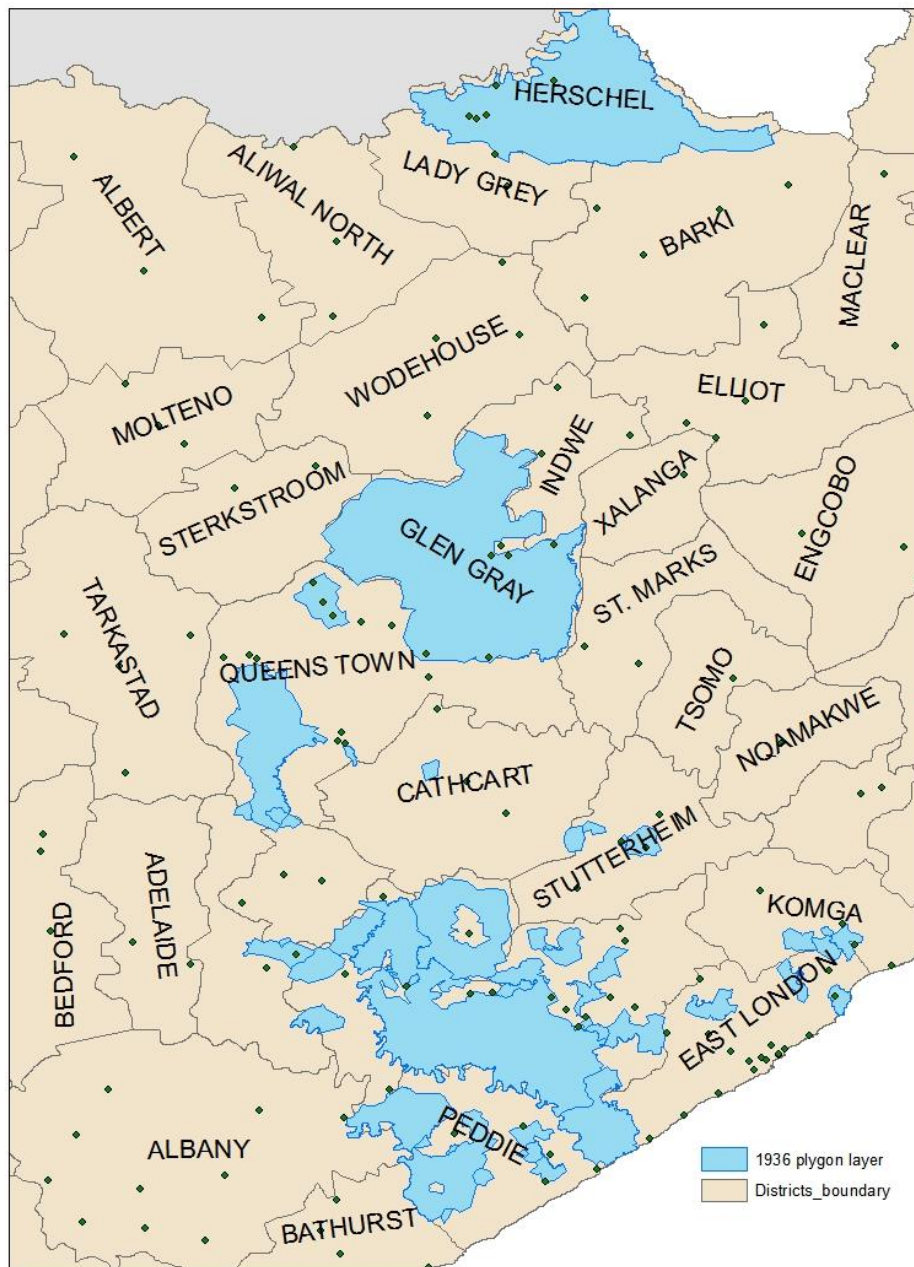 HERSCHEL
LADY GREY
ALIWAL NORTH
ALBERT
BARKI
MACLEAR
WODEHOUSE
ELLIOT
MOLTENO
INDWE
XALANGA
STERKSTROOM
ENGCOBO
GLEN GRAY
ST. MARKS
TARKASTAD
QUEENS TOWN
TSOMO
NQAMAKWE
CATHCART
STUTTERHEIM
ADELAIDE
BEDFORD
KOMGA
EAST LONDON
PEDDIE
ALBANY
BATHURST
1936 plygon layer
Districts_boundary